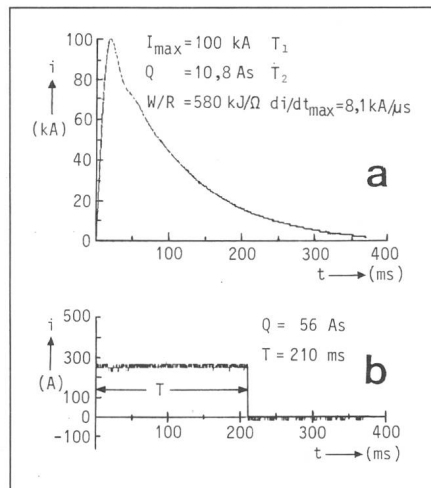 I_max=100 kA T₁
Q =10,8 As T₂
W/R =580 kJ/Ω di/dt_max=8,1kA/µs
a
i
(kA)
100
80
60
40
20
0
0 100 200 300 400
t (ms)
i
(A)
500
300
100
0
-100
Q = 56 As
T = 210 ms
b
T
0 100 200 300 400
t (ms)